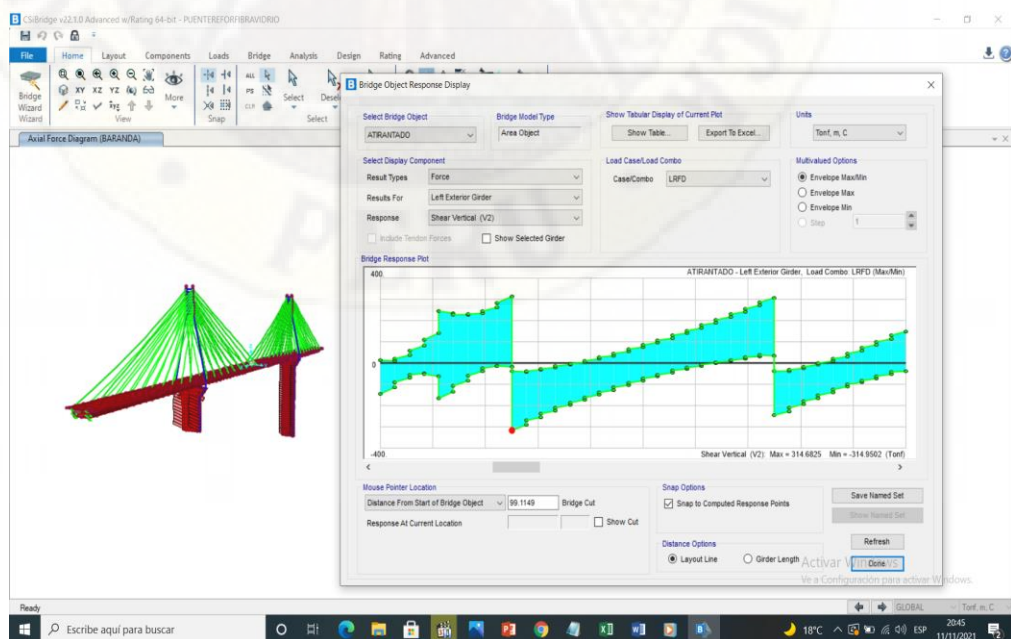 CSiBridge v22.1.0 Advanced w/Rating 64-bit - PUENTEREFORFIBRAVIDRIO
File Home Layout Components Loads Bridge Analysis Design Rating Advanced
Bridge Wizard
XY XZ YZ
More
ALL
PS
CLR
Select
Wizard View Snap Select
Axial Force Diagram (BARANDA)
Bridge Object Response Display
Select Bridge Object
ATIRANTADO
Bridge Model Type
Area Object
Show Tabular Display of Current Plot
Show Table... Export To Excel...
Units
Tonf, m, C
Select Display Component
Result Types Force
Results For Left Exterior Girder
Response Shear Vertical (V2)
Include Tendon Forces Show Selected Girder
Load Case/Load Combo
Case/Combo LRFD
Multivalued Options
Envelope Max/Min
Envelope Max
Envelope Min
Step 1
Bridge Response Plot
400.
ATIRANTADO - Left Exterior Girder, Load Combo: LRFD (Max/Min)
0
-400.
Shear Vertical (V2): Max = 314.6825 Min = -314.9502 (Tonf)
Mouse Pointer Location
Distance From Start of Bridge Object 99.1149 Bridge Cut
Response At Current Location Show Cut
Snap Options
Snap to Computed Response Points
Distance Options
Layout Line Girder Length
Save Named Set
Show Named Set
Refresh
Done
Activar Windows
Ve a Configuración para activar Windows.
Ready
GLOBAL Tonf, m, C
Escribe aquí para buscar
18°C ESP 20:45
11/11/2021